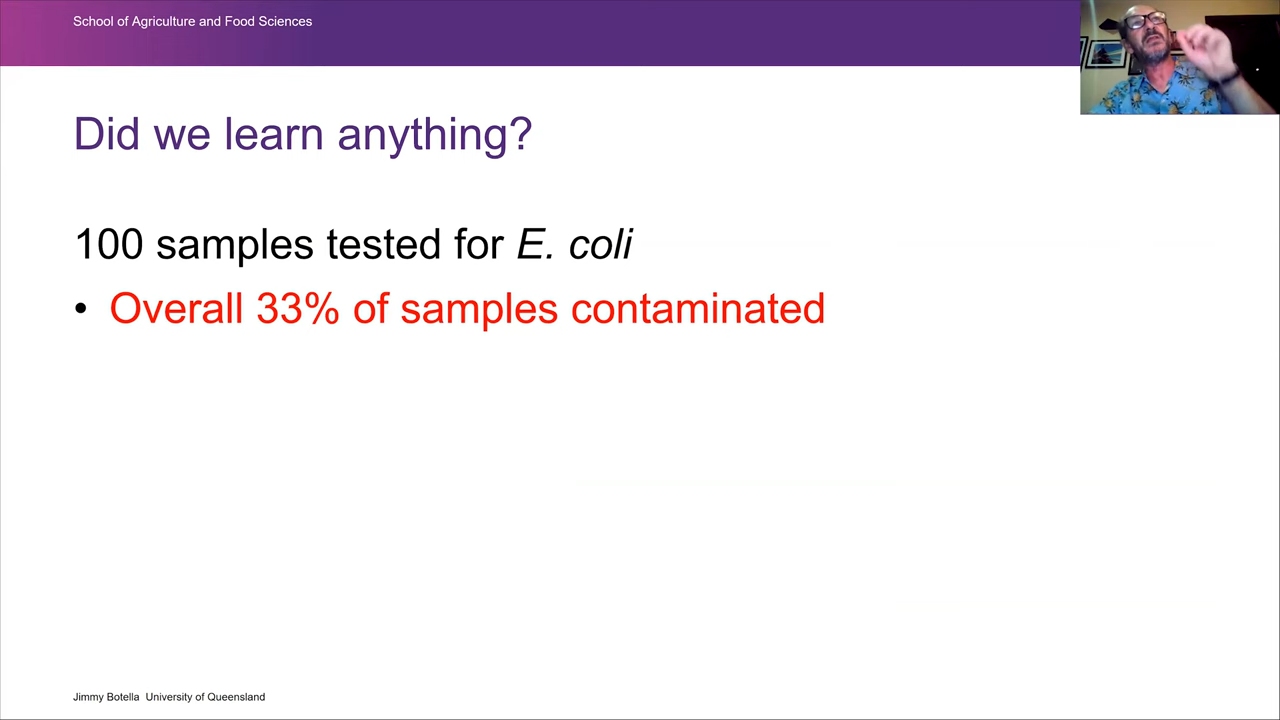 School of Agriculture and Food Sciences
Did we learn anything?
100 samples tested for E. coli
• Overall 33% of samples contaminated
Jimmy Botella University of Queensland